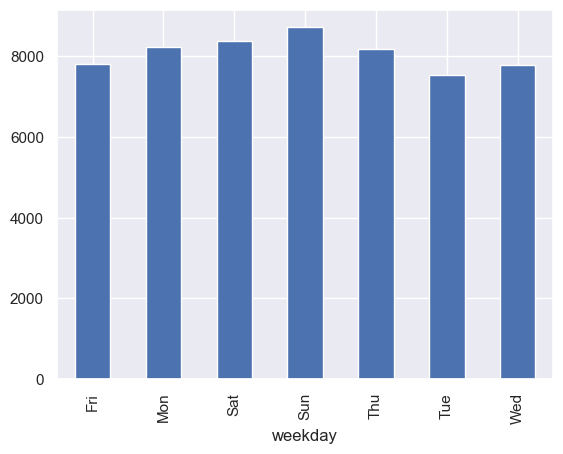 8000
6000
4000
2000
0
Fri
Mon
Sat
Sun
Thu
Tue
Wed
weekday